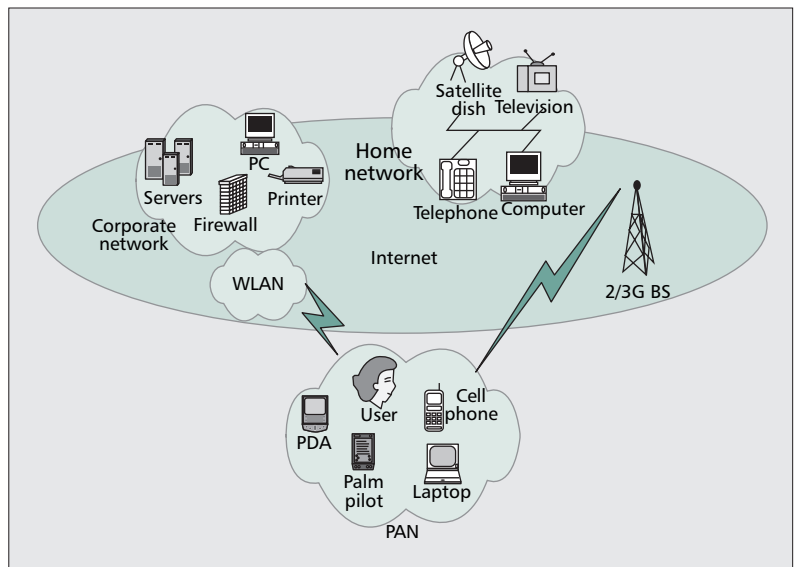 Satellite
dish
Television
Home
network
Telephone
Computer
PC
Servers
Printer
Firewall
Corporate
network
Internet
WLAN
2/3G BS
User
Cell
phone
PDA
Palm
pilot
Laptop
PAN